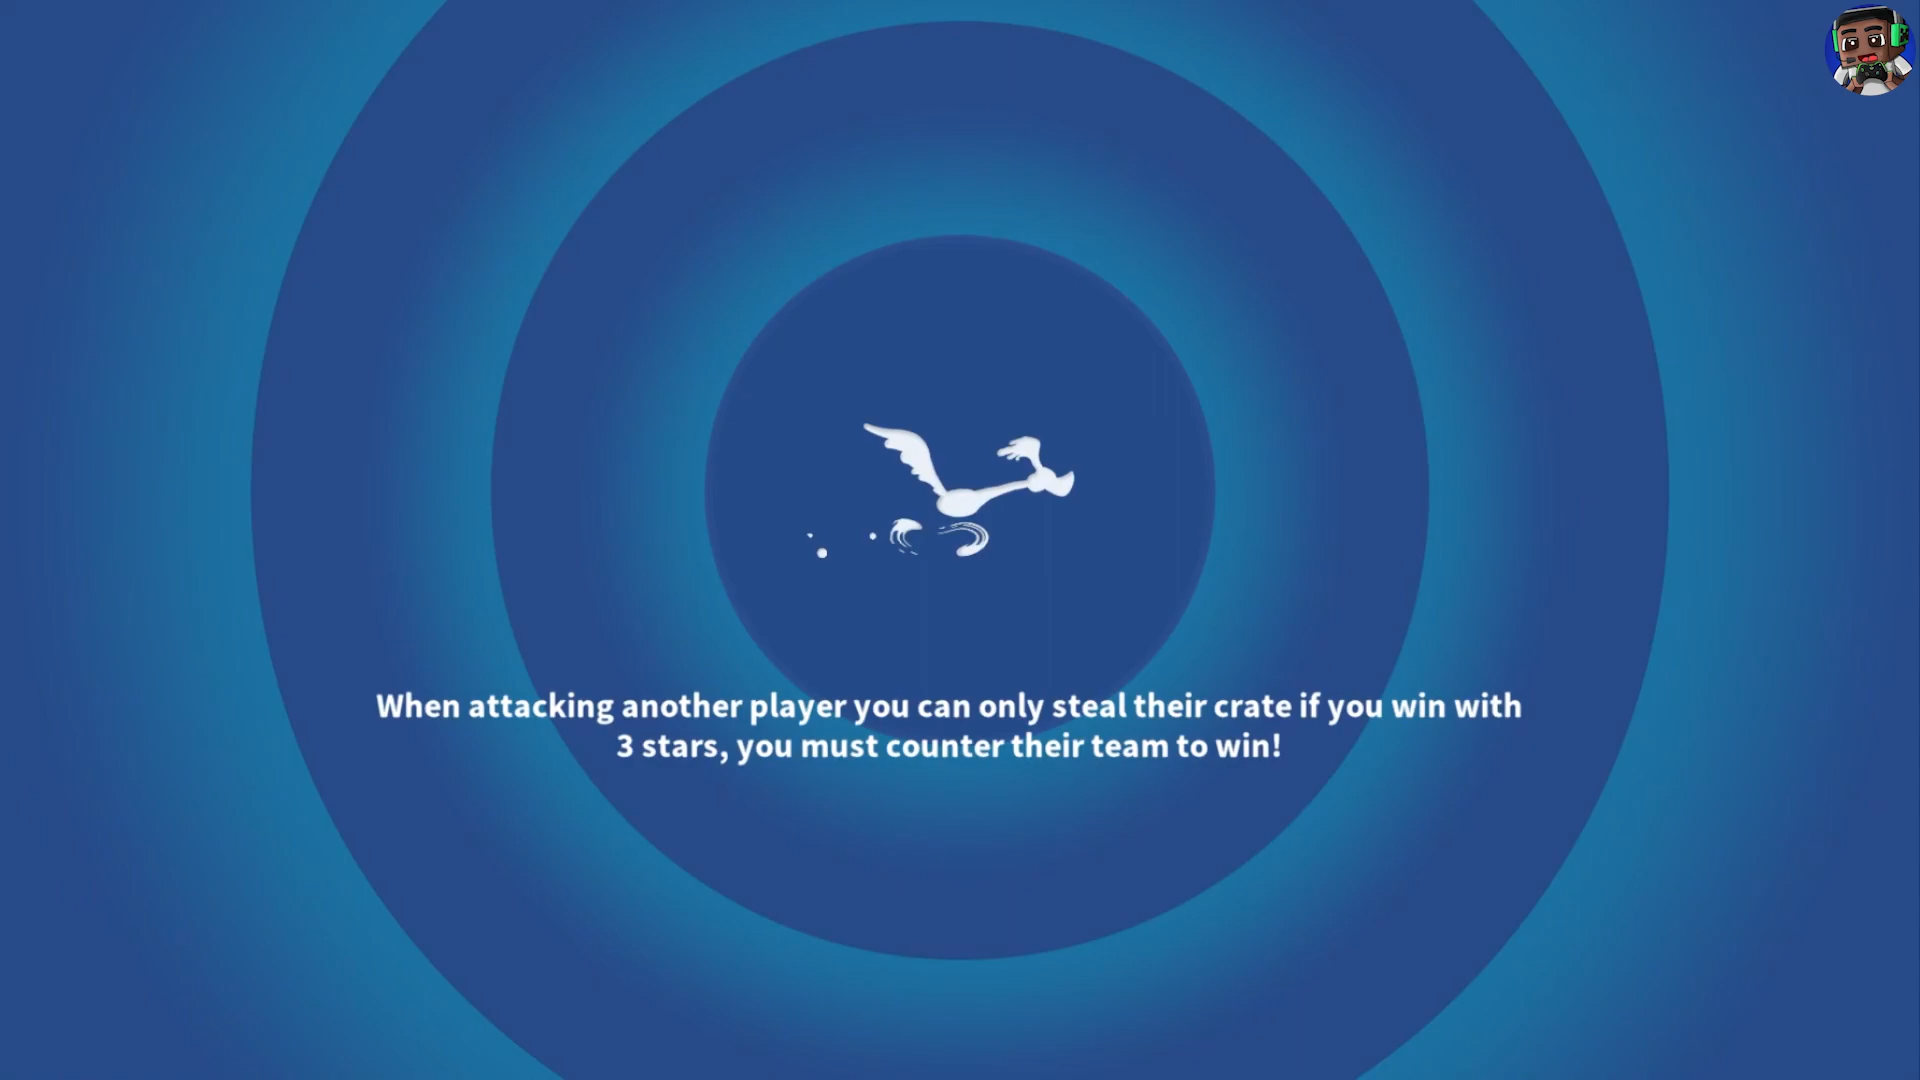 When attacking another player you can only steal their crate if you win with
3 stars, you must counter their team to win!